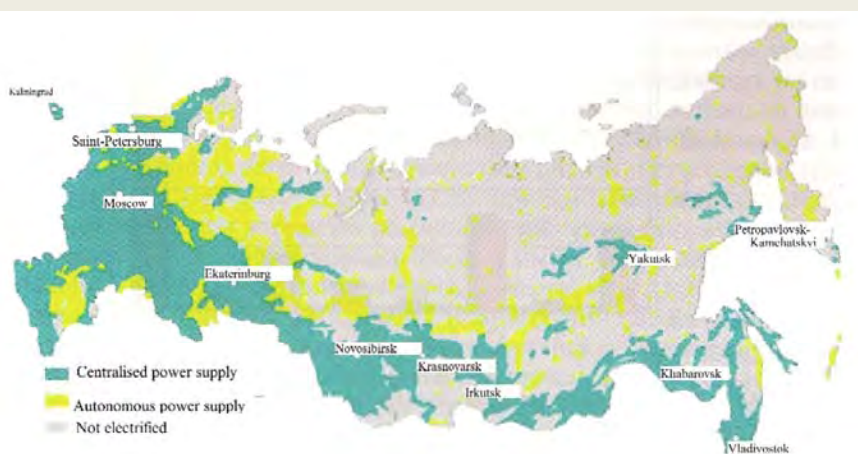 Kaliningrad
Saint-Petersburg
Moscow
Ekaterinburg
Petropavlovsk-
Kamchatskvi
Yakutsk
Novosibirsk
Krasnoyarsk
Irkutsk
Khabarovsk
Vladivostok
Centralised power supply
Autonomous power supply
Not electrified